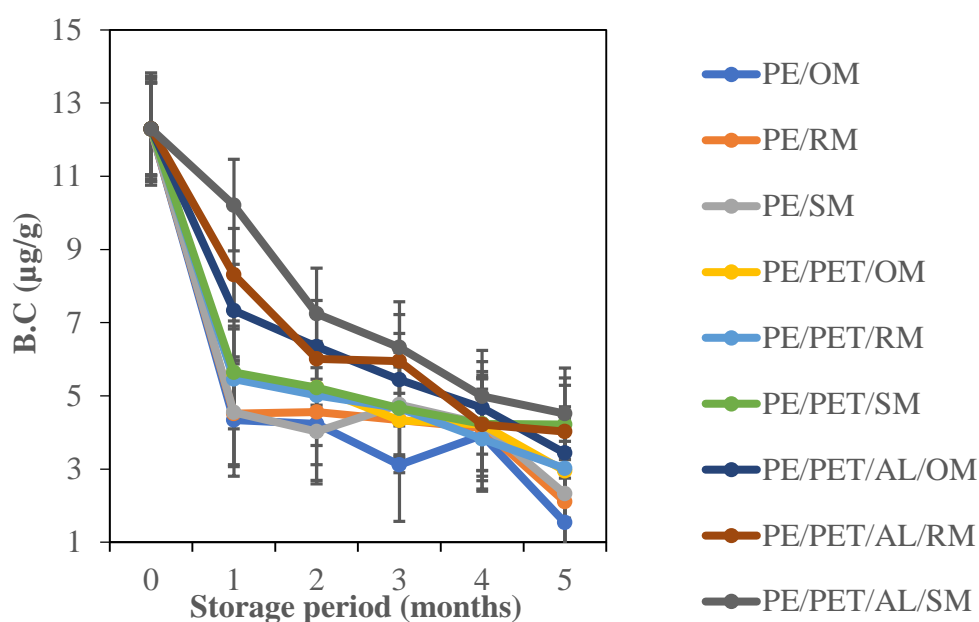 15
13
11
9
7
5
3
1
B.C (µg/g)
0 1 2 3 4 5
Storage period (months)
PE/OM
PE/RM
PE/SM
PE/PET/OM
PE/PET/RM
PE/PET/SM
PE/PET/AL/OM
PE/PET/AL/RM
PE/PET/AL/SM